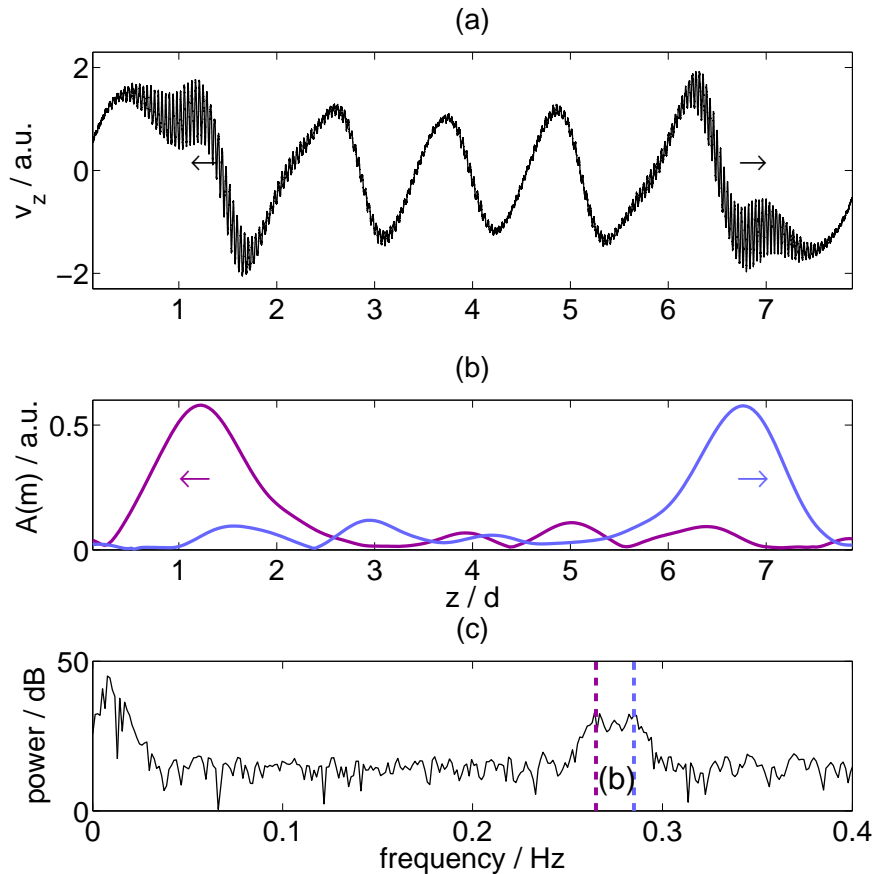 (a)
v_z / a.u.
2
0
−2
1 2 3 4 5 6 7
(b)
A(m) / a.u.
0.5
0
1 2 3 4 5 6 7
z / d
(c)
power / dB
50
0
(b)
0 0.1 0.2 0.3 0.4
frequency / Hz